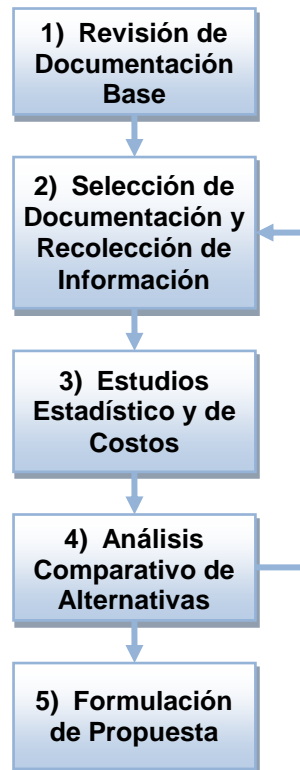 1) Revisión de
Documentación
Base
2) Selección de
Documentación y
Recolección de
Información
3) Estudios
Estadístico y de
Costos
4) Análisis
Comparativo de
Alternativas
5) Formulación
de Propuesta